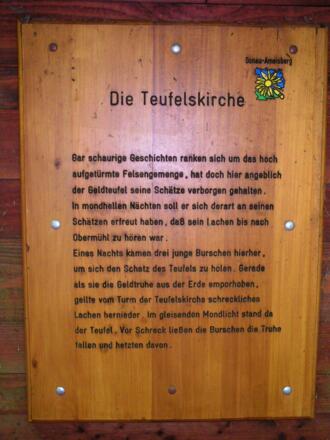 Donau-Ameisberg
Die Teufelskirche
Gar schaurige Geschichten ranken sich um das hoch
aufgetürmte Felsengemenge, hat doch hier angeblich
der Geldteufel seine Schätze verborgen gehalten.
In mondhellen Nächten soll er sich derart an seinen
Schätzen erfreut haben, daß sein Lachen bis nach
Obermühl zu hören war.
Eines Nachts kamen drei junge Burschen hierher,
um sich den Schatz des Teufels zu holen. Gerade
als sie die Geldtruhe aus der Erde emporhoben,
gellte vom Turm der Teufelskirche schreckliches
Lachen hernieder. Im gleisenden Mondlicht stand da
der Teufel. Vor Schreck ließen die Burschen die Truhe
fallen und hetzten davon.